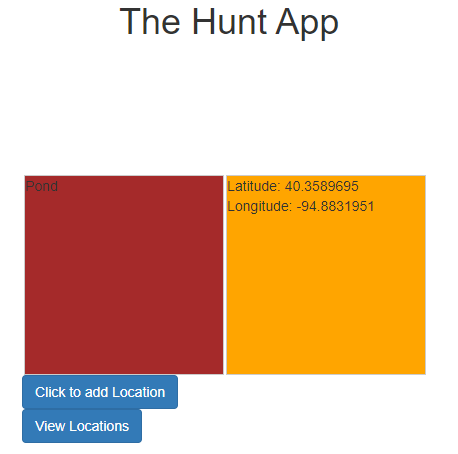 The Hunt App
Pond
Latitude: 40.3589695
Longitude: -94.8831951
Click to add Location
View Locations